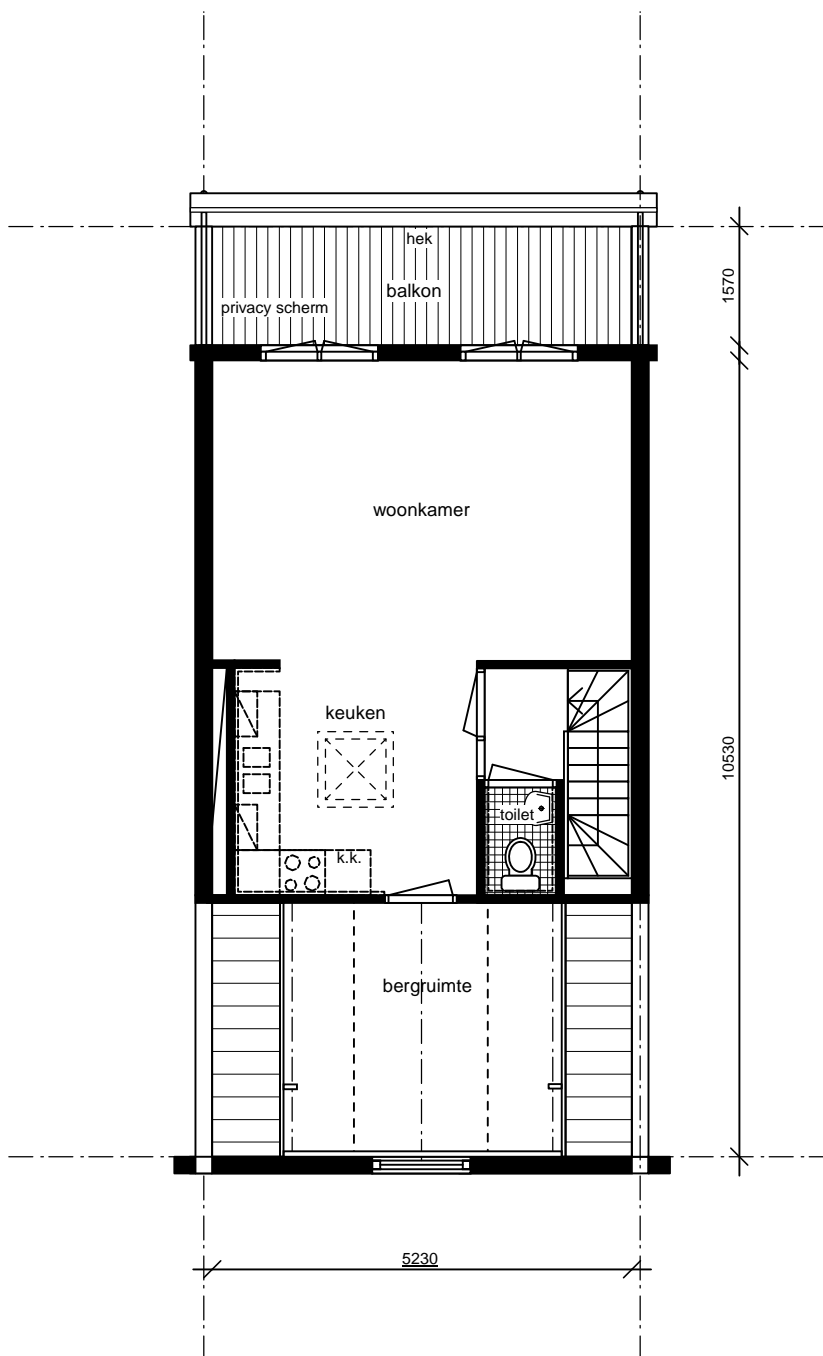 hek
1570
balkon
privacy scherm
woonkamer
keuken
10530
toilet
k.k.
bergruimte
5230